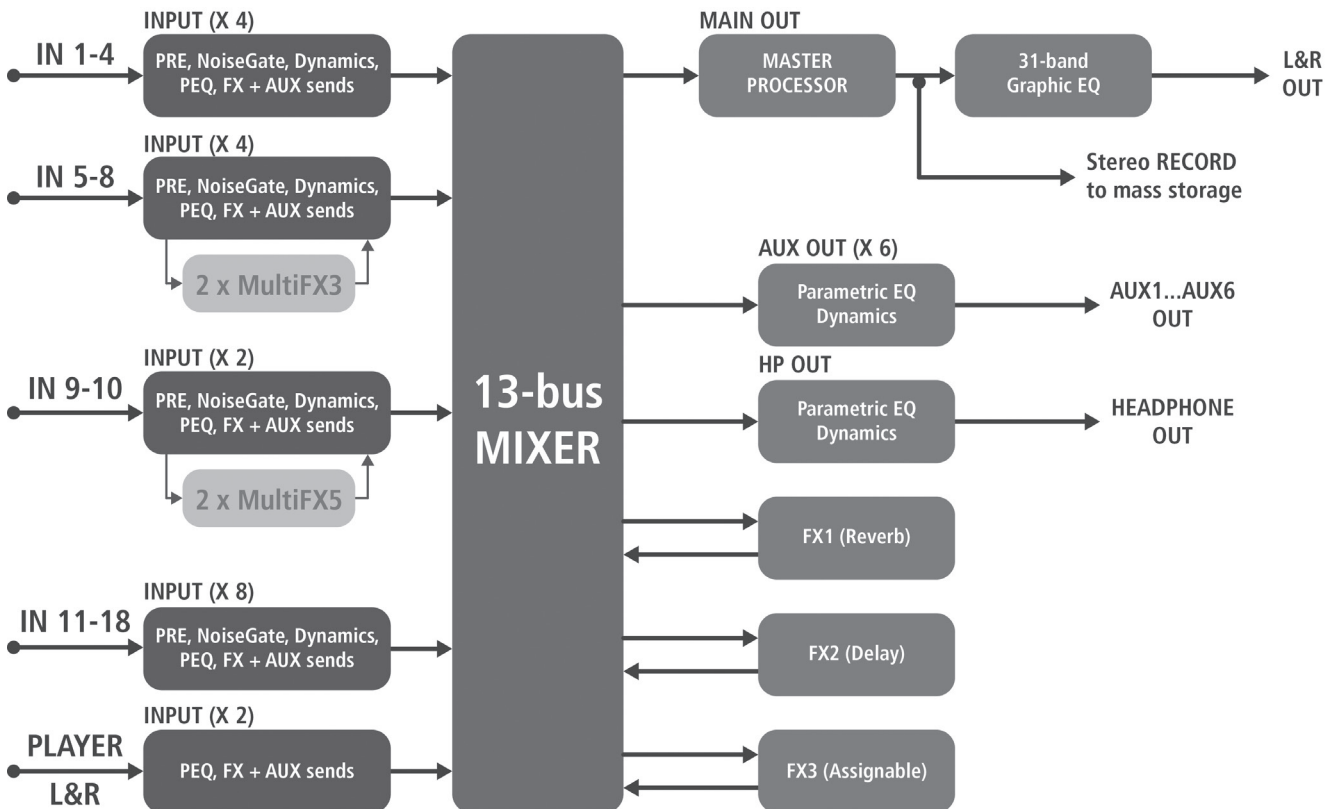 INPUT (X 4)
IN 1-4
PRE, NoiseGate, Dynamics,
PEQ, FX + AUX sends
INPUT (X 4)
IN 5-8
PRE, NoiseGate, Dynamics,
PEQ, FX + AUX sends
2 x MultiFX3
INPUT (X 2)
IN 9-10
PRE, NoiseGate, Dynamics,
PEQ, FX + AUX sends
2 x MultiFX5
INPUT (X 8)
IN 11-18
PRE, NoiseGate, Dynamics,
PEQ, FX + AUX sends
INPUT (X 2)
PLAYER
L&R
PEQ, FX + AUX sends
13-bus
MIXER
MAIN OUT
MASTER
PROCESSOR
31-band
Graphic EQ
L&R
OUT
Stereo RECORD
to mass storage
AUX OUT (X 6)
Parametric EQ
Dynamics
AUX1...AUX6
OUT
HP OUT
Parametric EQ
Dynamics
HEADPHONE
OUT
FX1 (Reverb)
FX2 (Delay)
FX3 (Assignable)